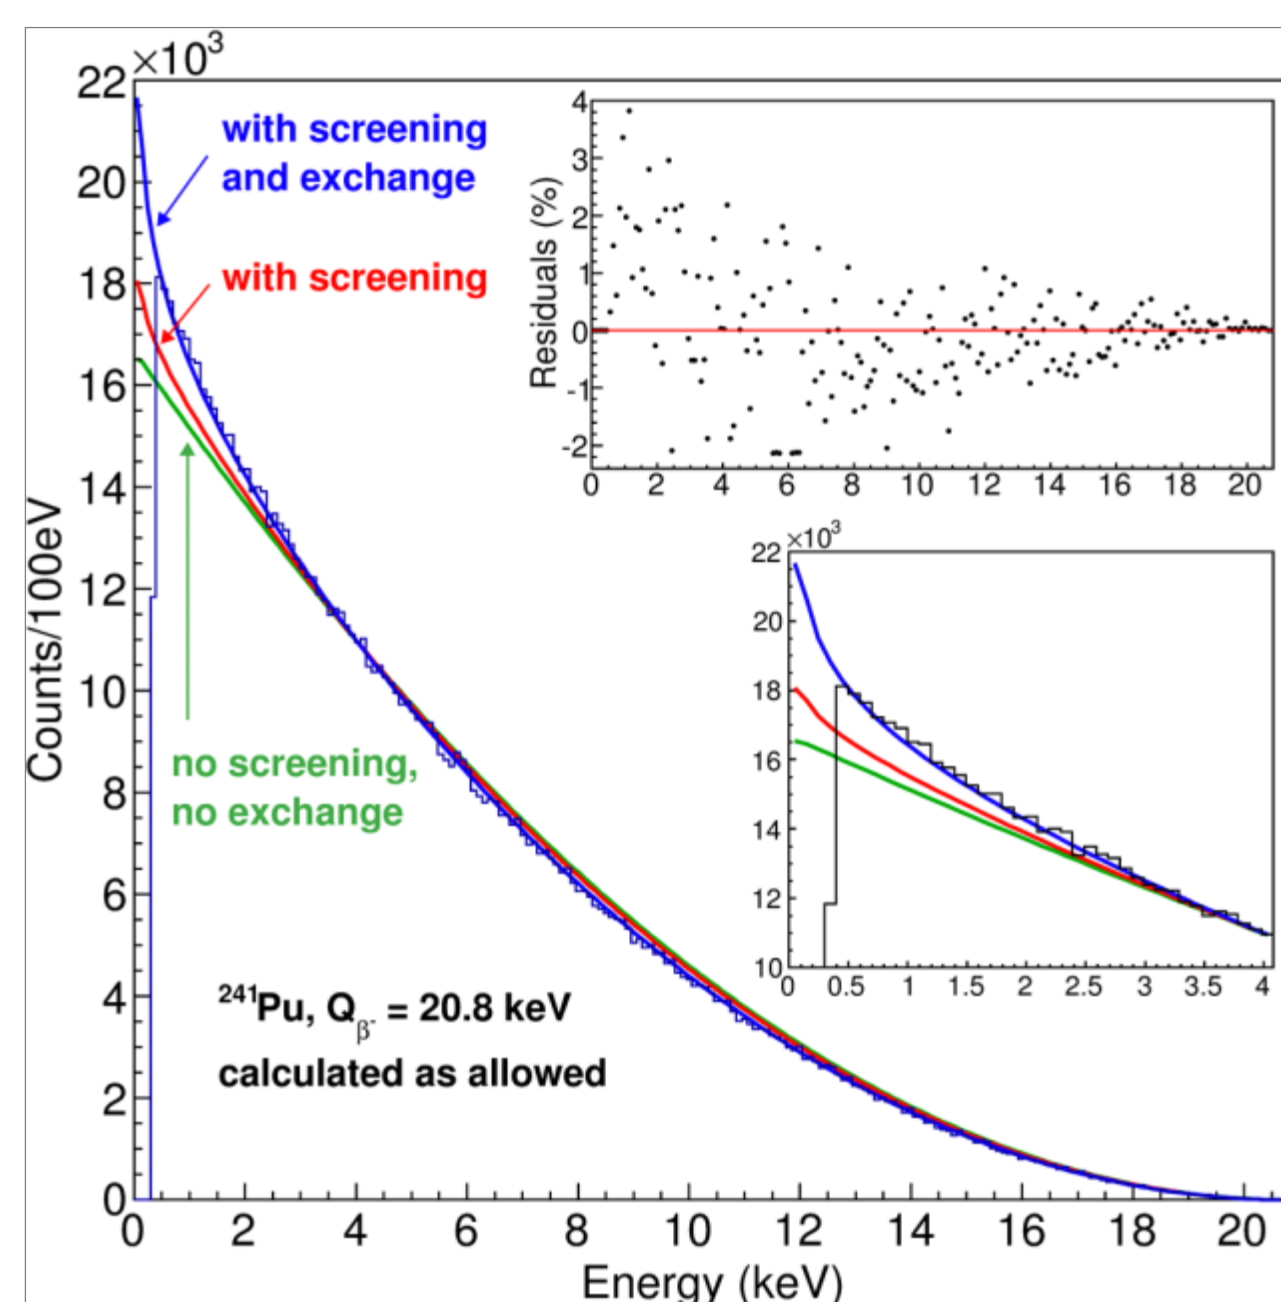 ×10³
22
20
18
16
14
12
10
8
6
4
2
0
Counts/100eV
with screening
and exchange
with screening
no screening,
no exchange
²⁴¹Pu, Qβ⁻ = 20.8 keV
calculated as allowed
0 2 4 6 8 10 12 14 16 18 20
Energy (keV)
4
3
2
1
0
-1
-2
Residuals (%)
0 2 4 6 8 10 12 14 16 18 20
×10³
22
20
18
16
14
12
10
0 0.5 1 1.5 2 2.5 3 3.5 4